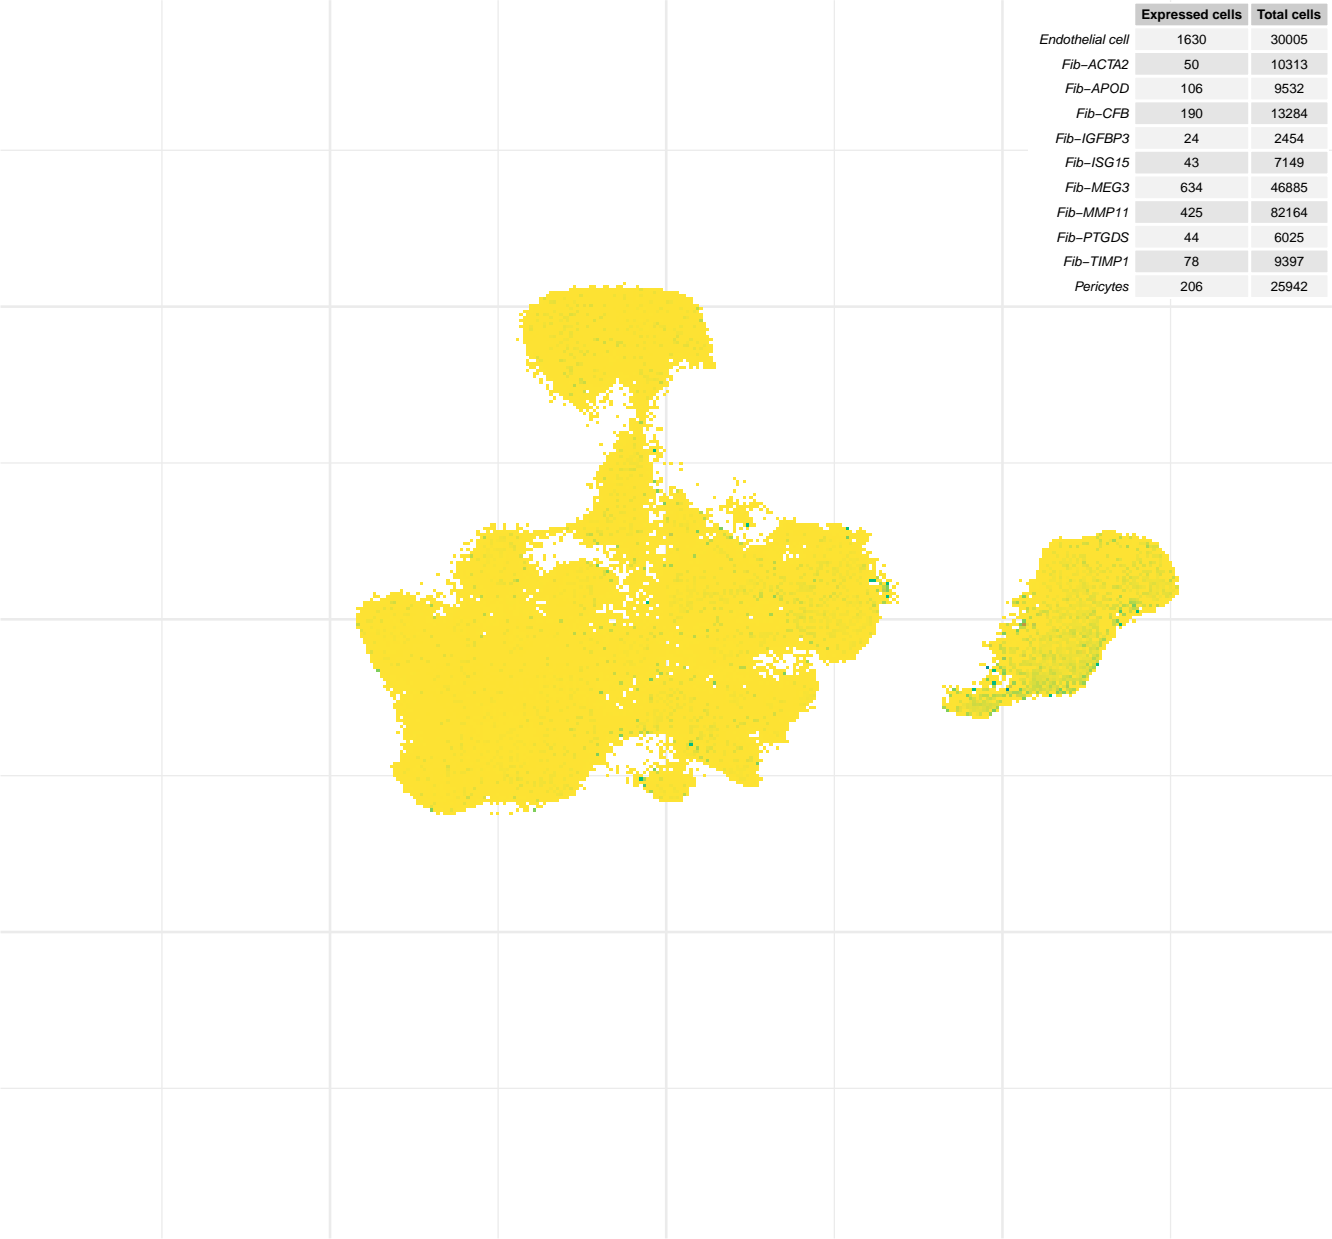 Expressed cells Total cells
Endothelial cell 1630 30005
Fib−ACTA2 50 10313
Fib−APOD 106 9532
Fib−CFB 190 13284
Fib−IGFBP3 24 2454
Fib−ISG15 43 7149
Fib−MEG3 634 46885
Fib−MMP11 425 82164
Fib−PTGDS 44 6025
Fib−TIMP1 78 9397
Pericytes 206 25942